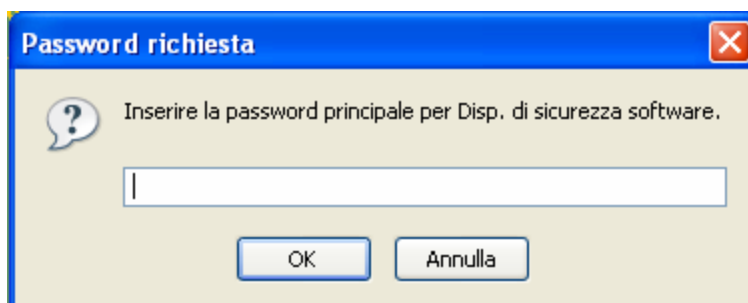 Password richiesta
Inserire la password principale per Disp. di sicurezza software.
OK
Annulla